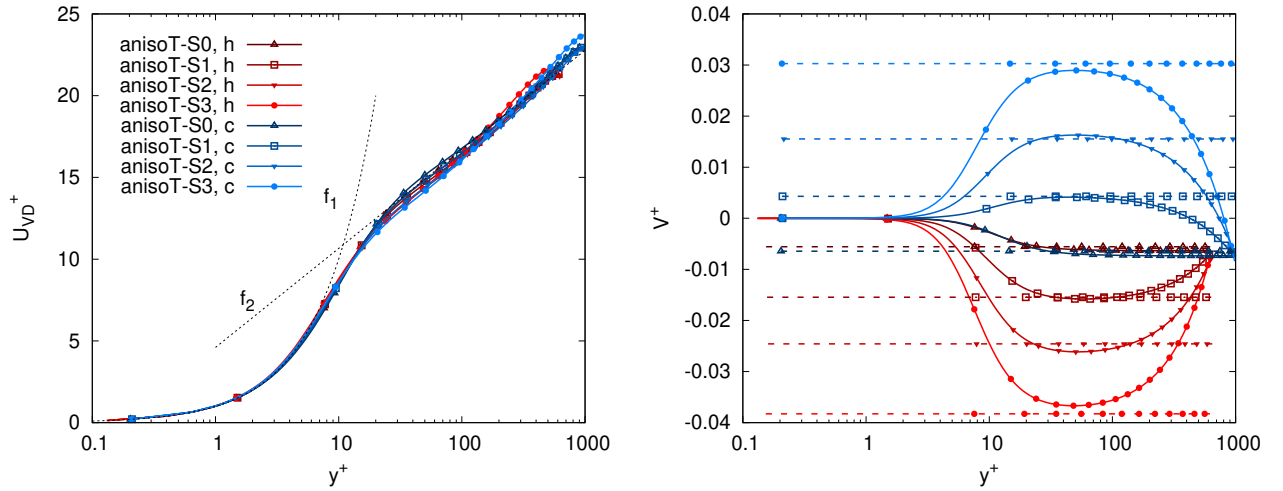 25
20
15
10
5
0
U_VD^+
anisoT-S0, h
anisoT-S1, h
anisoT-S2, h
anisoT-S3, h
anisoT-S0, c
anisoT-S1, c
anisoT-S2, c
anisoT-S3, c
f_1
f_2
0.1 1 10 100 1000
y^+
0.04
0.03
0.02
0.01
0
-0.01
-0.02
-0.03
-0.04
V^+
0.1 1 10 100 1000
y^+